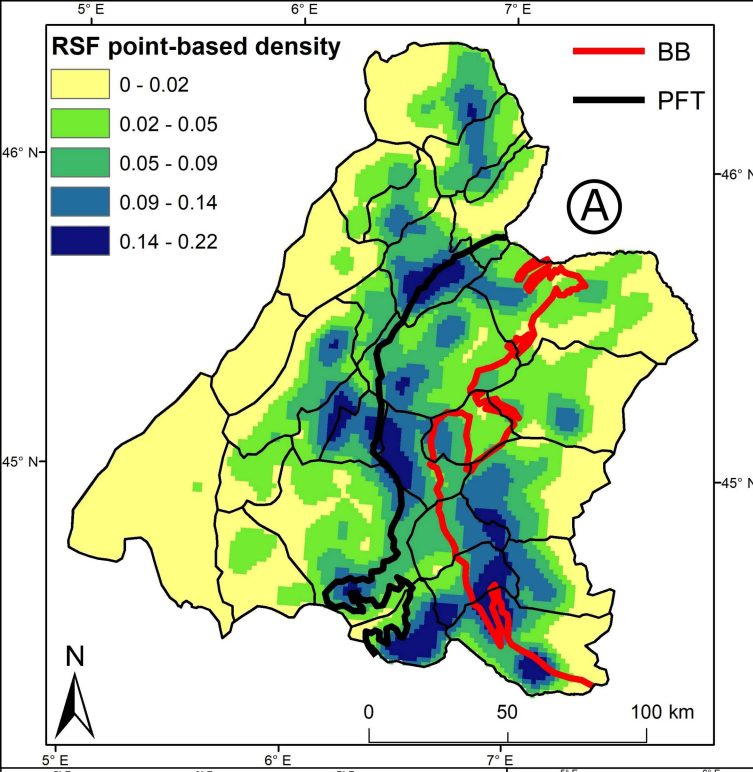 5° E 6° E 7° E
RSF point-based density
0 - 0.02
0.02 - 0.05
0.05 - 0.09
0.09 - 0.14
0.14 - 0.22
BB
PFT
46° N
46° N
A
45° N
45° N
N
0 50 100 km
5° E 6° E 7° E